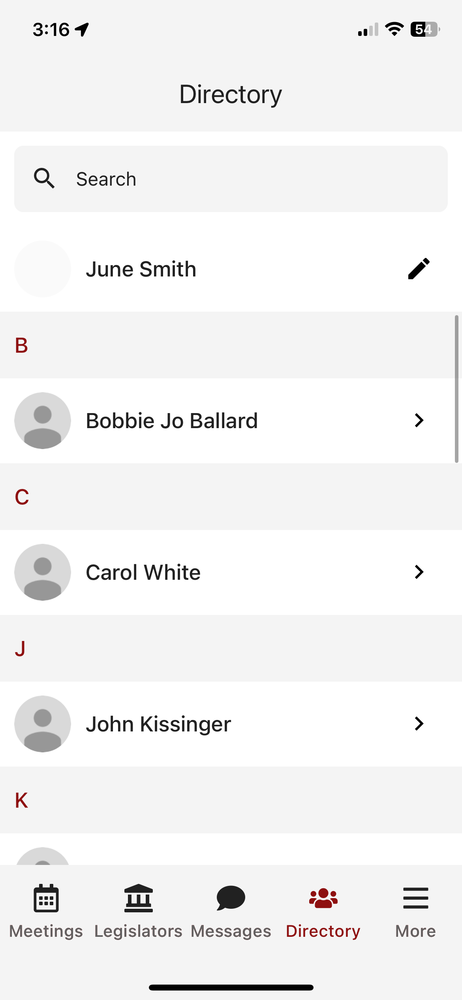 3:16
54
Directory
Search
June Smith
B
Bobbie Jo Ballard
C
Carol White
J
John Kissinger
K
Meetings
Legislators
Messages
Directory
More